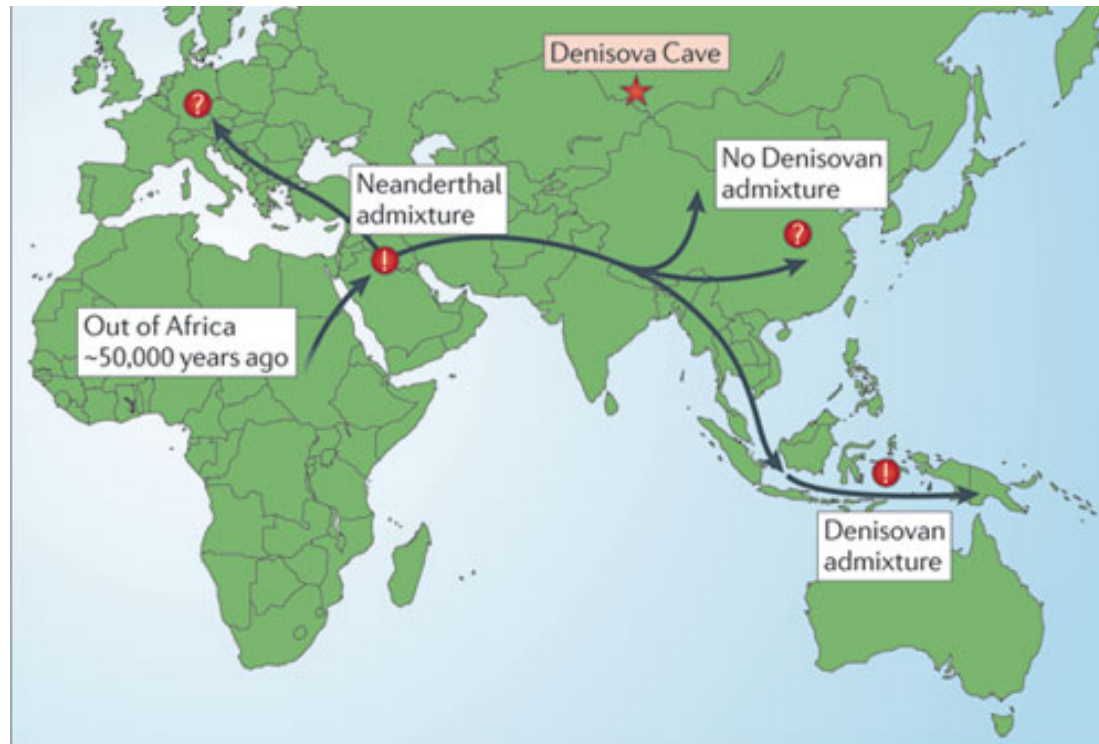 Denisova Cave
?
No Denisovan
admixture
Neanderthal
admixture
?
!
Out of Africa
~50,000 years ago
!
Denisovan
admixture